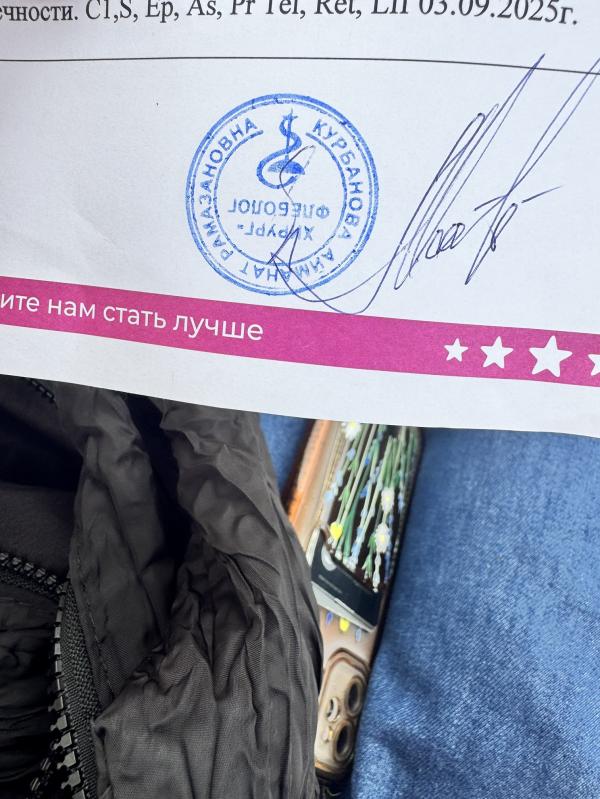 ечности. C1,S, Ep, As, Pr Tel, Ret, LII 03.09.2025г.
КУРБАНОВА АЙМАНАТ РАМАЗАНОВНА
ХИРУРГ-
ФЛЕБОЛОГ
ите нам стать лучше